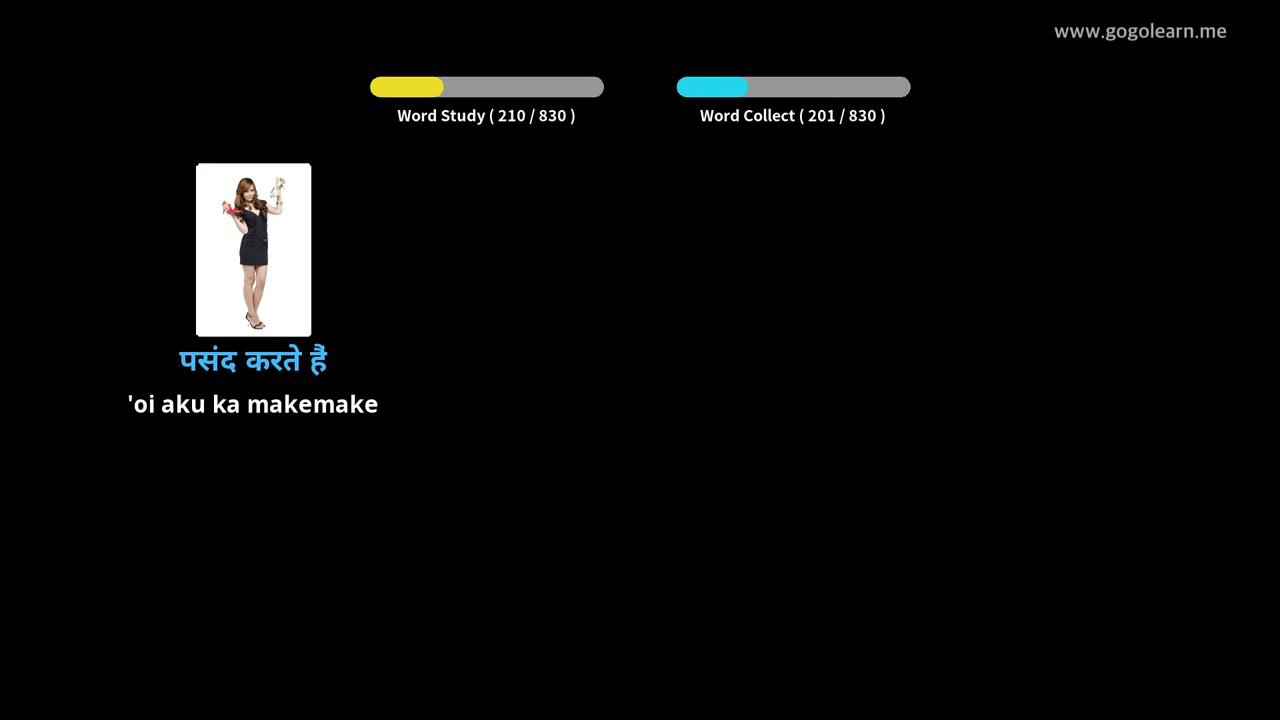 www.gogolearn.me
Word Study ( 210 / 830 )
Word Collect ( 201 / 830 )
पसंद करते हैं
'oi aku ka makemake